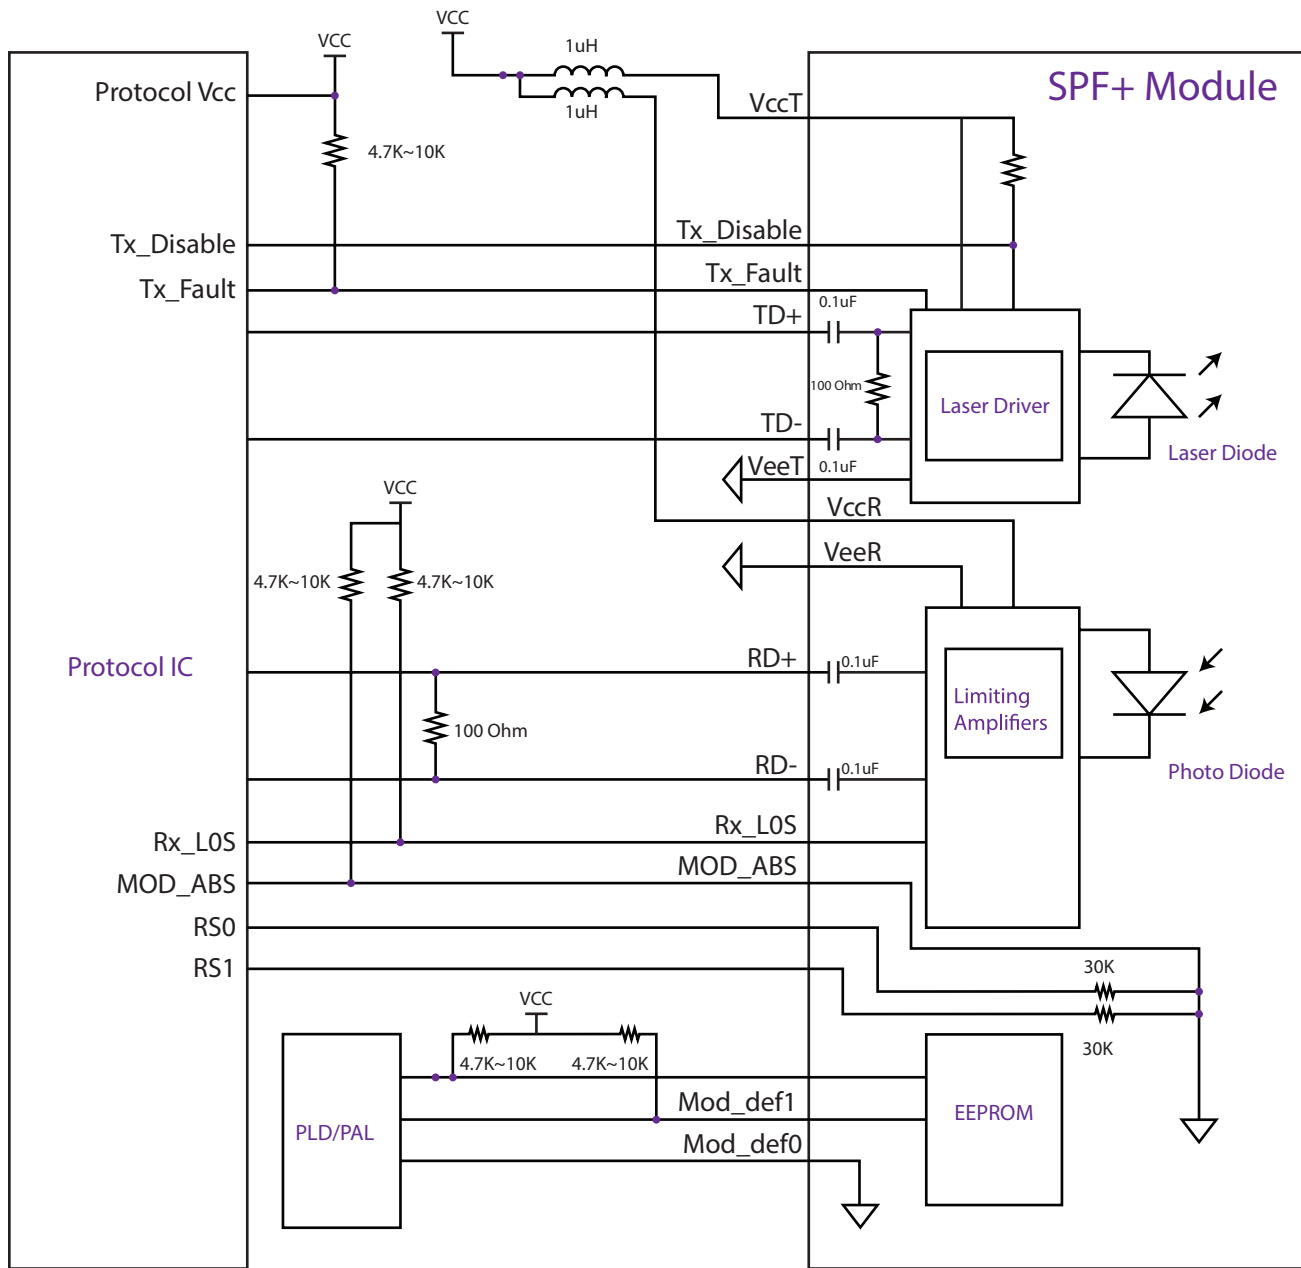 VCC
VCC
1uH
1uH
SPF+ Module
Protocol Vcc
VccT
4.7K~10K
Tx_Disable
Tx_Disable
Tx_Fault
Tx_Fault
0.1uF
TD+
100 Ohm
Laser Driver
TD-
Laser Diode
VeeT
0.1uF
VCC
VccR
VeeR
4.7K~10K
4.7K~10K
Protocol IC
RD+
0.1uF
Limiting
Amplifiers
100 Ohm
RD-
0.1uF
Photo Diode
Rx_L0S
Rx_L0S
MOD_ABS
MOD_ABS
RS0
RS1
30K
VCC
30K
4.7K~10K
4.7K~10K
Mod_def1
EEPROM
PLD/PAL
Mod_def0